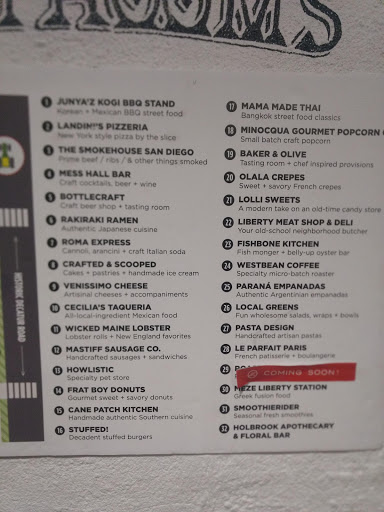 ROOMS
1 JUNYA'Z KOGI BBQ STAND
Korean + Mexican BBQ street food
2 LANDINI'S PIZZERIA
New York style pizza by the slice
3 THE SMOKEHOUSE SAN DIEGO
Prime beef / ribs / & other things smoked
4 MESS HALL BAR
Craft cocktails, beer + wine
5 BOTTLECRAFT
Craft beer shop + tasting room
6 RAKIRAKI RAMEN
Authentic Japanese cuisine
7 ROMA EXPRESS
Cannoli, arancini + craft Italian soda
8 CRAFTED & SCOOPED
Cakes + pastries + handmade ice cream
9 VENISSIMO CHEESE
Artisinal cheeses + accompaniments
10 CECILIA'S TAQUERIA
All-local-ingredient Mexican food
11 WICKED MAINE LOBSTER
Lobster rolls + New England favorites
12 MASTIFF SAUSAGE CO.
Handcrafted sausages + sandwiches
13 HOWLISTIC
Specialty pet store
14 FRAT BOY DONUTS
Gourmet sweet + savory donuts
15 CANE PATCH KITCHEN
Handmade authentic Southern cuisine
16 STUFFED!
Decadent stuffed burgers
17 MAMA MADE THAI
Bangkok street food classics
18 MINOCQUA GOURMET POPCORN
Small batch craft popcorn
19 BAKER & OLIVE
Tasting room + chef inspired provisions
20 OLALA CREPES
Sweet + savory French crepes
21 LOLLI SWEETS
A modern take on an old-time candy store
22 LIBERTY MEAT SHOP & DELI
Your old-school neighborhood butcher
23 FISHBONE KITCHEN
Fish monger + belly-up oyster bar
24 WESTBEAN COFFEE
Specialty micro-batch roaster
25 PARANÁ EMPANADAS
Authentic Argentinian empanadas
26 LOCAL GREENS
Fun wholesome salads, wraps + bowls
27 PASTA DESIGN
Handcrafted artisan pastas
28 LE PARFAIT PARIS
French patisserie + boulangerie
29
COMING SOON!
30 MEZE LIBERTY STATION
Greek fusion food
31 SMOOTHIERIDER
Seasonal fresh smoothies
32 HOLBROOK APOTHECARY
& FLORAL BAR
HISTORIC DECATUR ROAD